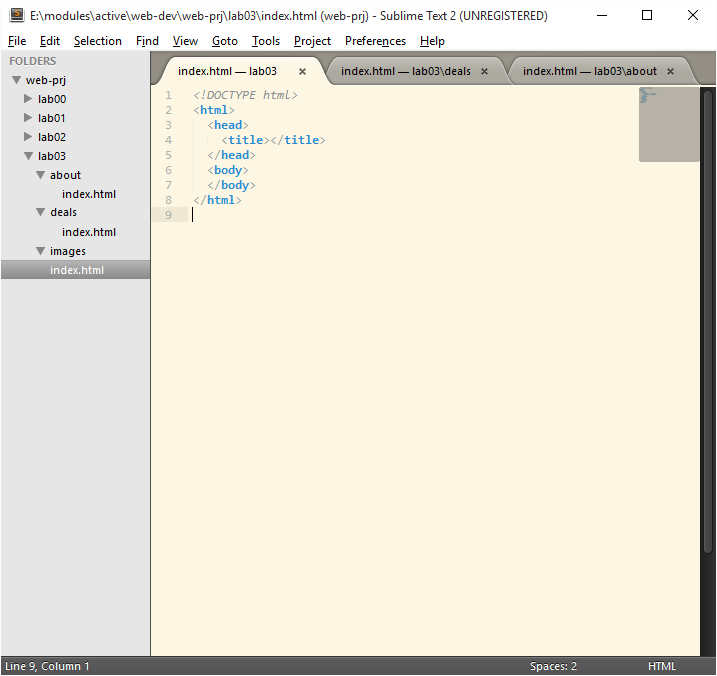 E:\modules\active\web-dev\web-prj\lab03\index.html (web-prj) - Sublime Text 2 (UNREGISTERED)
File Edit Selection Find View Goto Tools Project Preferences Help
FOLDERS
web-prj
lab00
lab01
lab02
lab03
about
index.html
deals
index.html
images
index.html
index.html — lab03 × index.html — lab03\deals × index.html — lab03\about ×
1 <!DOCTYPE html>
2 <html>
3   <head>
4     <title></title>
5   </head>
6   <body>
7   </body>
8 </html>
9
Line 9, Column 1 Spaces: 2 HTML